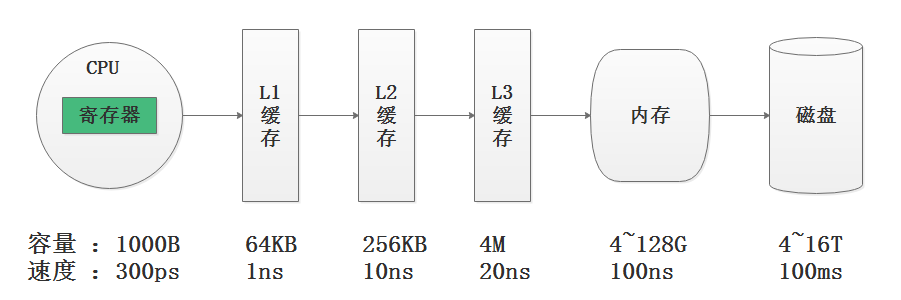 CPU
寄存器
L1
缓
存
L2
缓
存
L3
缓
存
内存
磁盘
容量 : 1000B 64KB 256KB 4M 4~128G 4~16T
速度 : 300ps 1ns 10ns 20ns 100ns 100ms